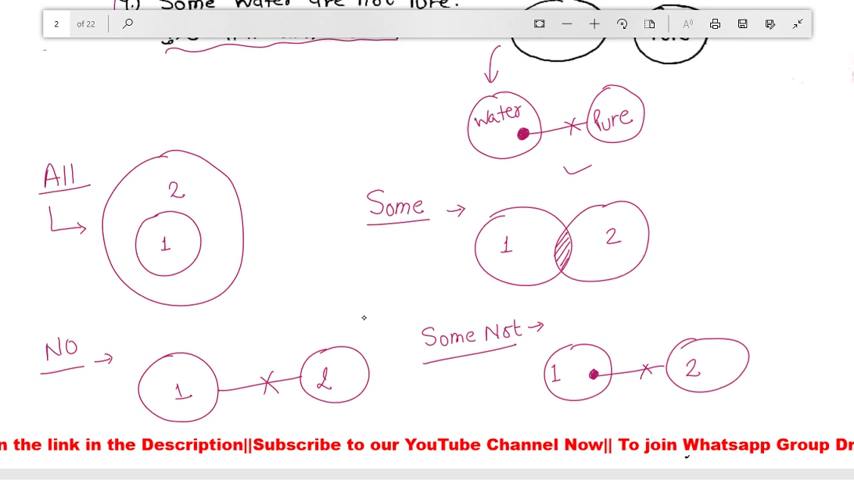 19.) Some Water are not Pure.
2 of 22
Pure
Water
Pure
All
2
1
Some →
1
2
NO →
1
2
Some Not →
1
2
n the link in the Description||Subscribe to our YouTube Channel Now|| To join Whatsapp Group Dr